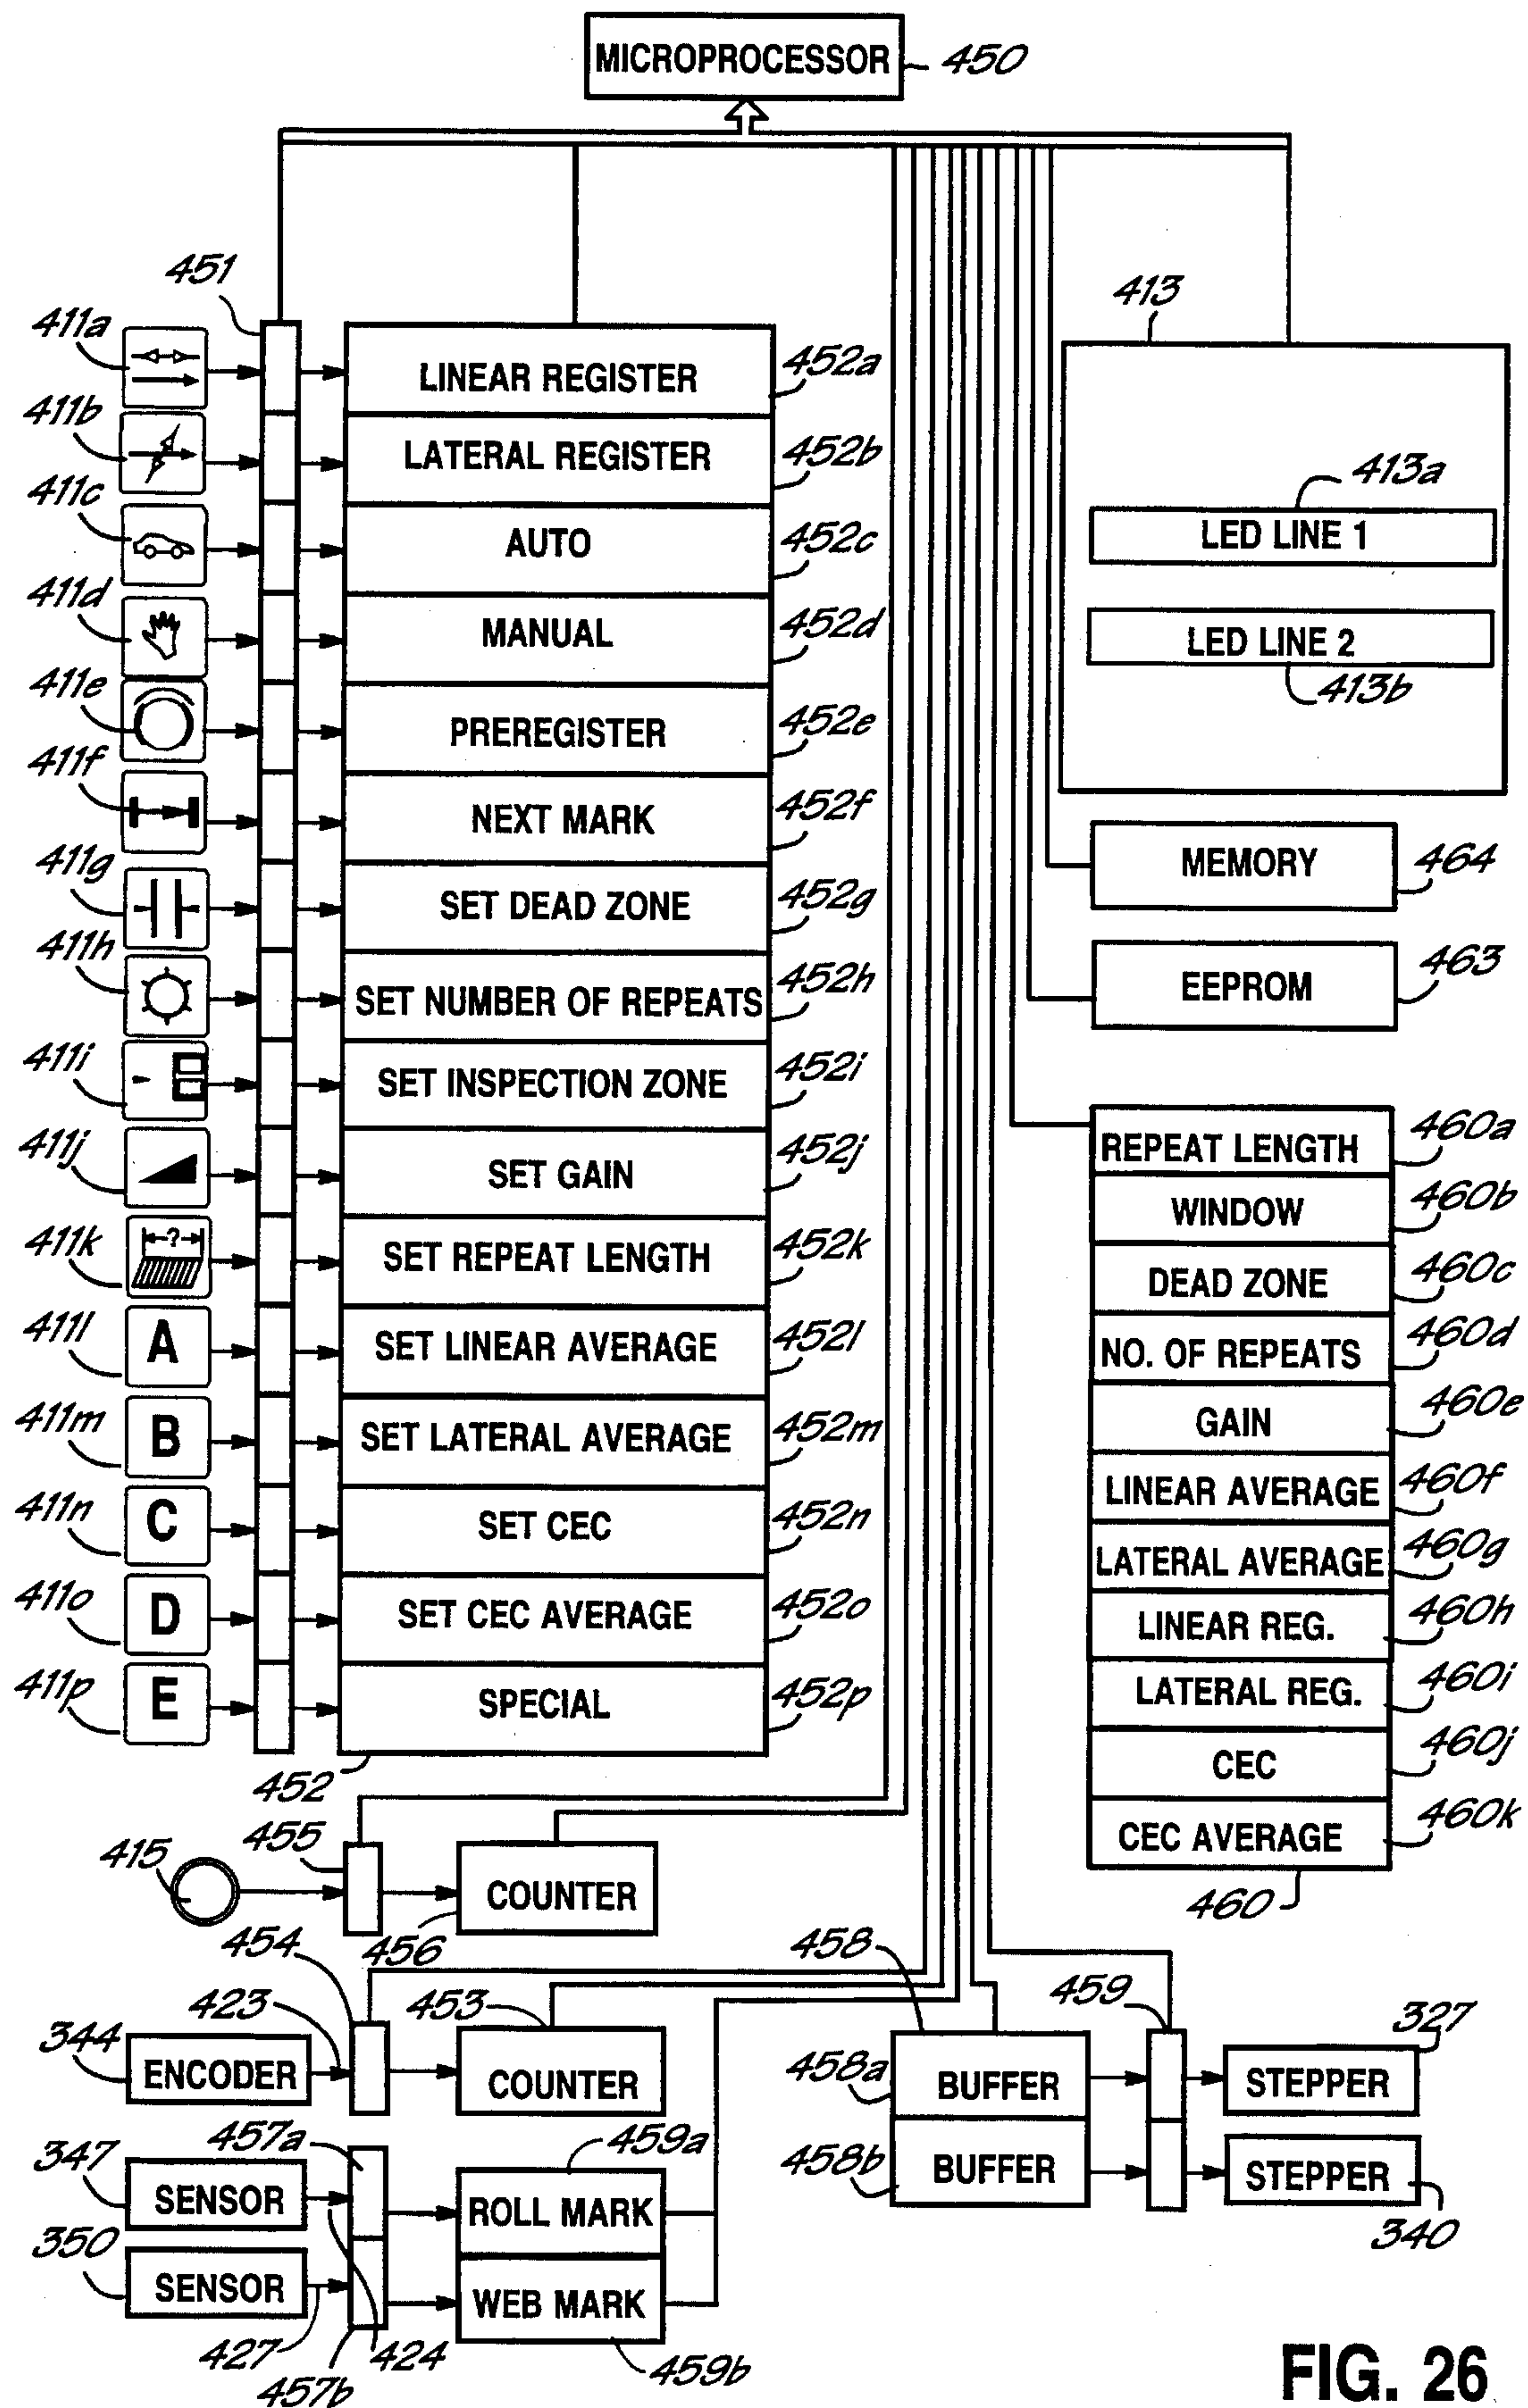 MICROPROCESSOR 450
451
413
411a LINEAR REGISTER 452a
411b LATERAL REGISTER 452b
411c AUTO 452c
411d MANUAL 452d
411e PREREGISTER 452e
411f NEXT MARK 452f
411g SET DEAD ZONE 452g
411h SET NUMBER OF REPEATS 452h
411i SET INSPECTION ZONE 452i
411j SET GAIN 452j
411k ? SET REPEAT LENGTH 452k
411l A SET LINEAR AVERAGE 452l
411m B SET LATERAL AVERAGE 452m
411n C SET CEC 452n
411o D SET CEC AVERAGE 452o
411p E SPECIAL 452p
452
413a
LED LINE 1
LED LINE 2
413b
MEMORY 464
EEPROM 463
REPEAT LENGTH 460a
WINDOW 460b
DEAD ZONE 460c
NO. OF REPEATS 460d
GAIN 460e
LINEAR AVERAGE 460f
LATERAL AVERAGE 460g
LINEAR REG. 460h
LATERAL REG. 460i
CEC 460j
CEC AVERAGE 460k
460
415 455
COUNTER
456
454
423 453
344 ENCODER COUNTER
457a 459a
347 SENSOR ROLL MARK
350 SENSOR WEB MARK
427 424
457b 459b
458 459 327
458a BUFFER STEPPER
458b BUFFER STEPPER
340
FIG. 26